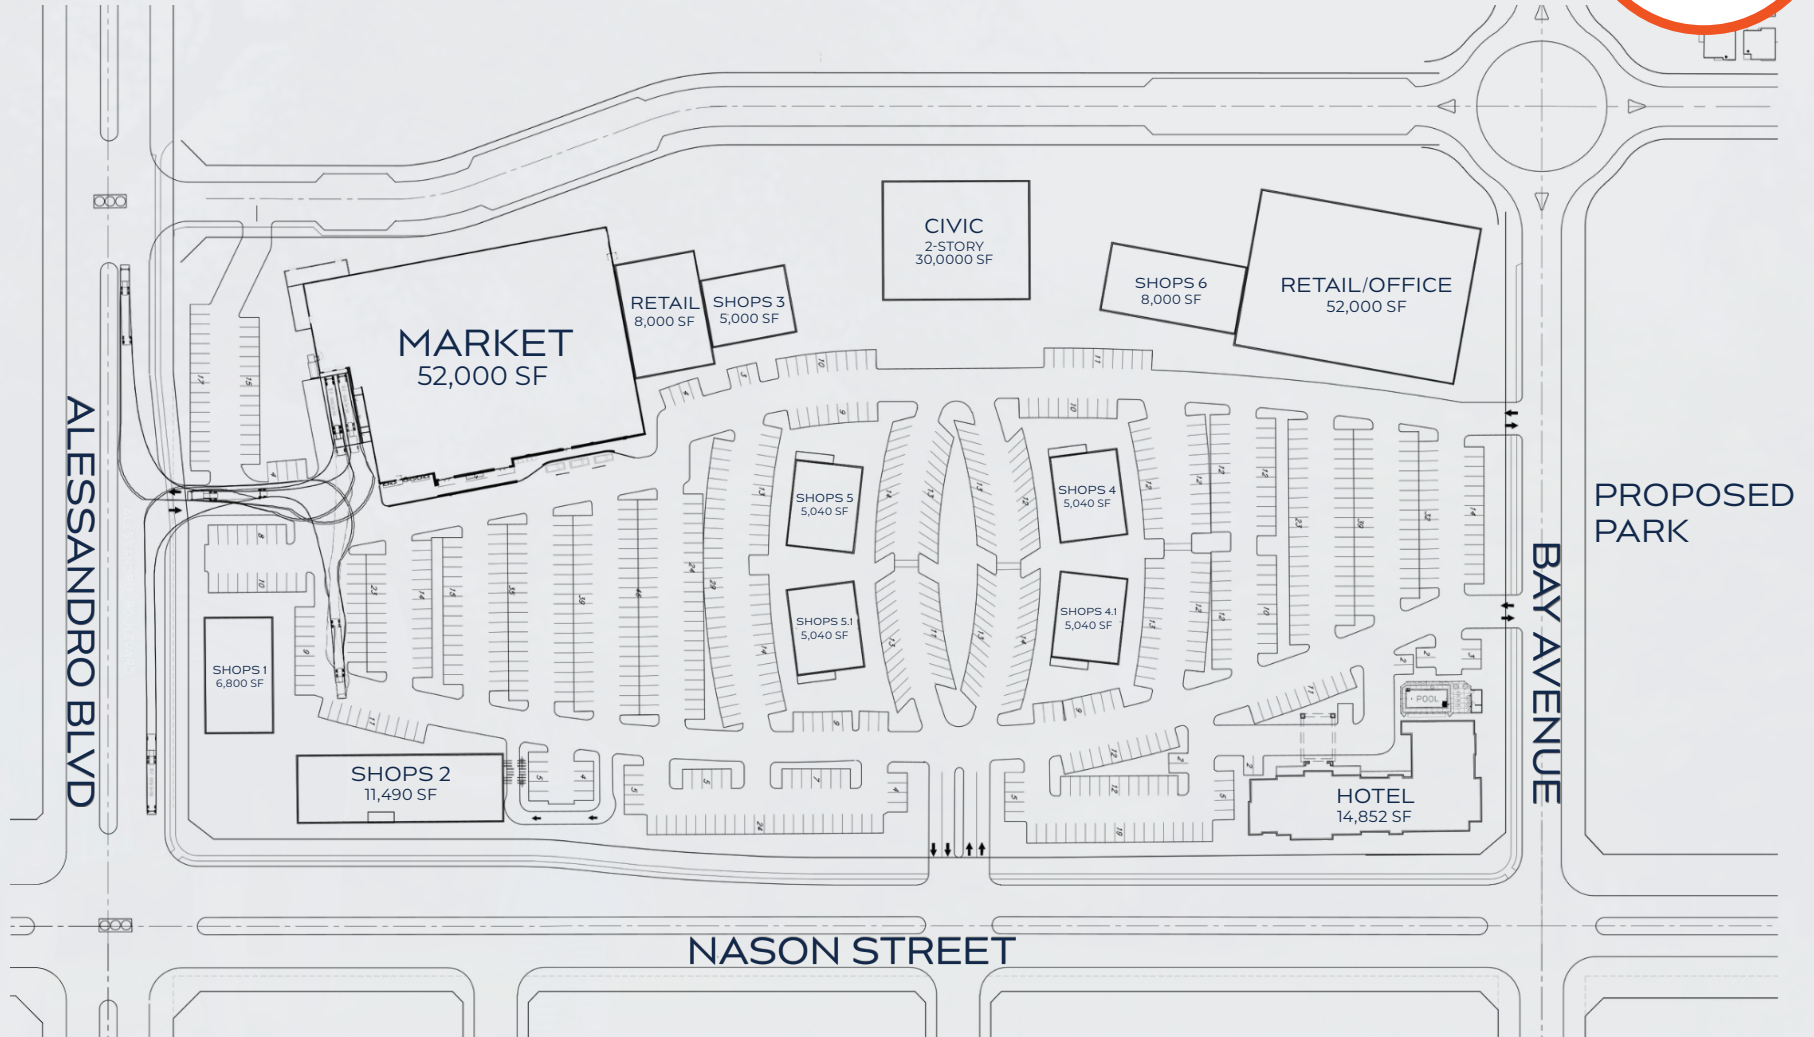 CIVIC
2-STORY
30,0000 SF
SHOPS 6
8,000 SF
RETAIL/OFFICE
52,000 SF
RETAIL
8,000 SF
SHOPS 3
5,000 SF
MARKET
52,000 SF
ALESSANDRO BLVD
SHOPS 5
5,040 SF
SHOPS 4
5,040 SF
PROPOSED
PARK
BAY AVENUE
SHOPS 5.1
5,040 SF
SHOPS 4.1
5,040 SF
SHOPS 1
6,800 SF
POOL
SHOPS 2
11,490 SF
HOTEL
14,852 SF
NASON STREET